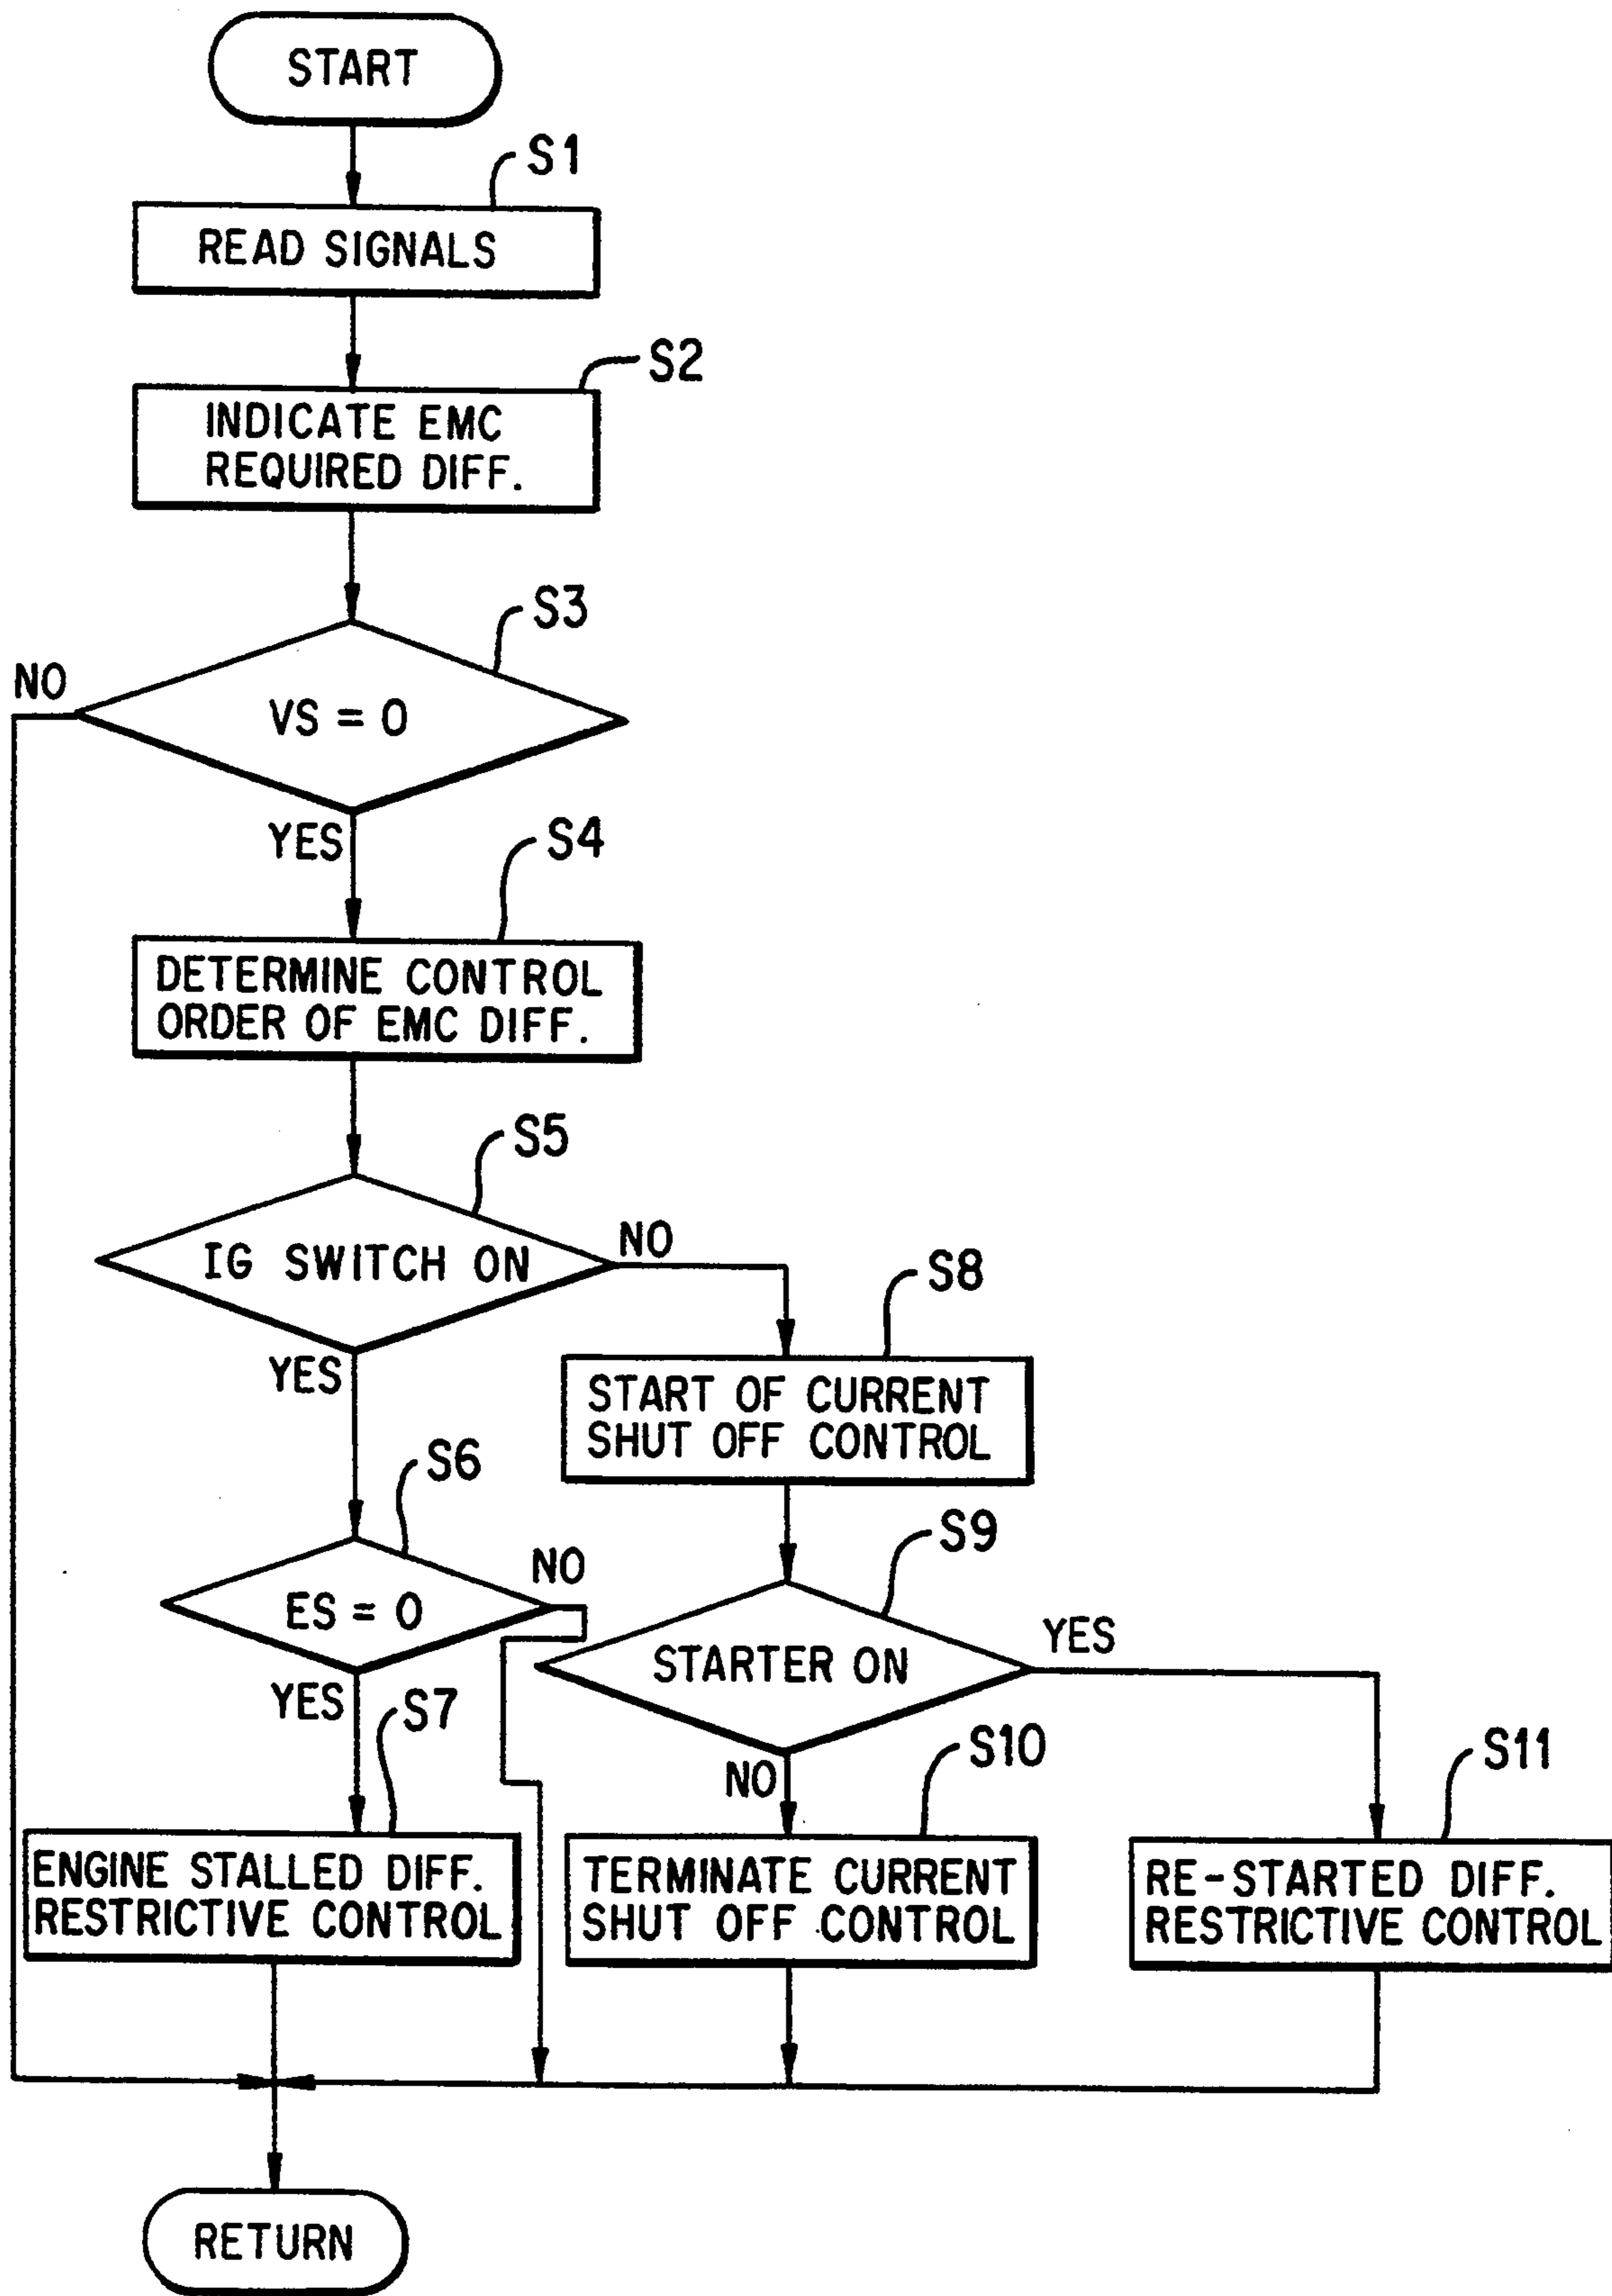 START
S1
READ SIGNALS
S2
INDICATE EMC
REQUIRED DIFF.
S3
NO
VS = 0
YES
S4
DETERMINE CONTROL
ORDER OF EMC DIFF.
S5
IG SWITCH ON
NO
YES
S8
START OF CURRENT
SHUT OFF CONTROL
S6
ES = 0
NO
YES
S9
STARTER ON
YES
NO
S7
ENGINE STALLED DIFF.
RESTRICTIVE CONTROL
S10
TERMINATE CURRENT
SHUT OFF CONTROL
S11
RE-STARTED DIFF.
RESTRICTIVE CONTROL
RETURN